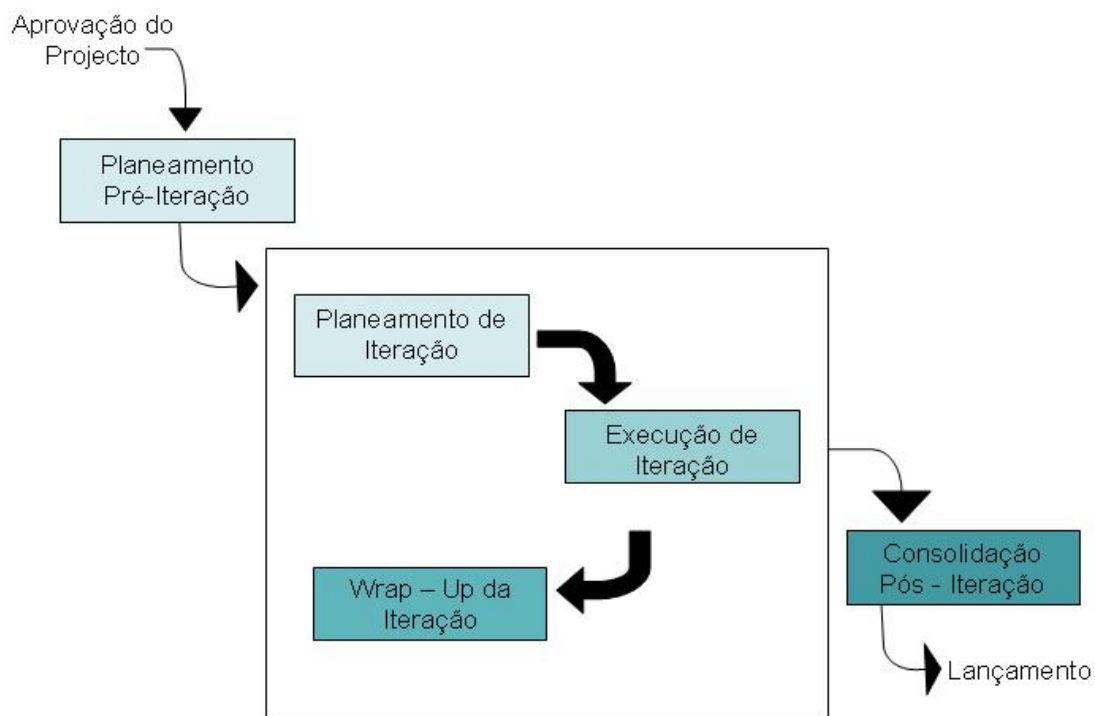 Aprovação do
Projecto
Planeamento
Pré-Iteração
Planeamento de
Iteração
Execução de
Iteração
Wrap – Up da
Iteração
Consolidação
Pós - Iteração
Lançamento